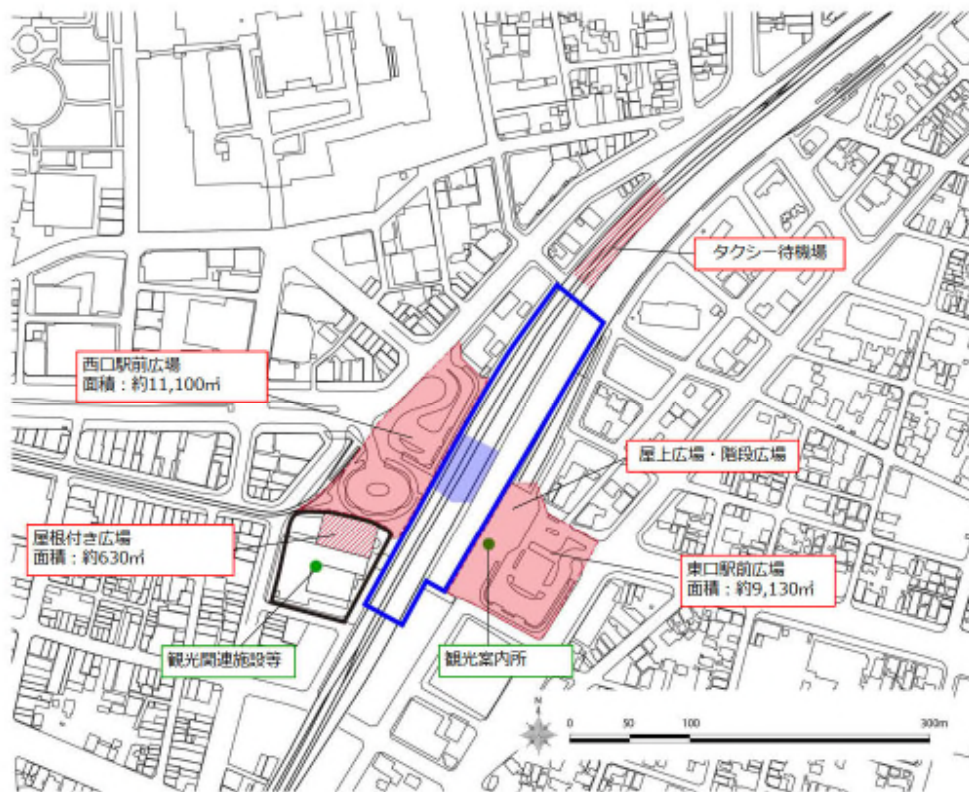 タクシー待機場
西口駅前広場
面積：約11,100㎡
屋上広場・階段広場
屋根付き広場
面積：約630㎡
東口駅前広場
面積：約9,130㎡
観光関連施設等
観光案内所
N
0 50 100 300m